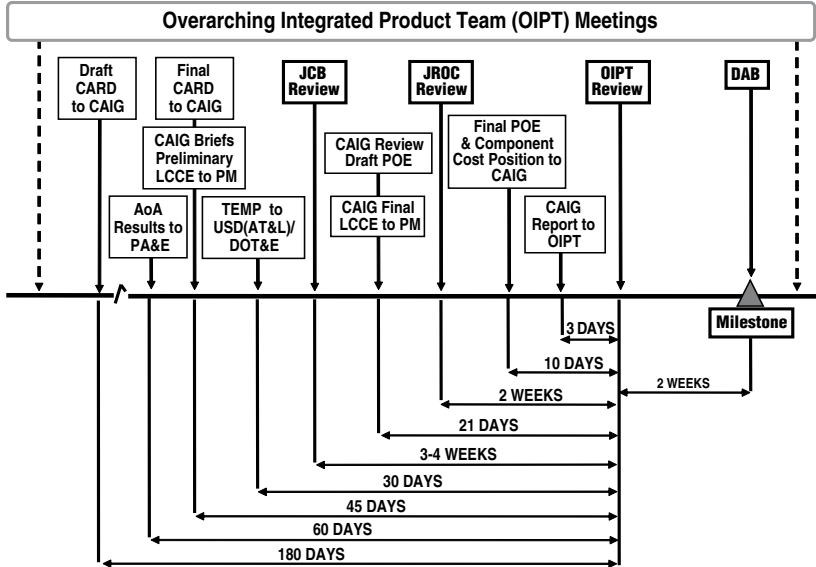 Overarching Integrated Product Team (OIPT) Meetings
Draft
CARD
to CAIG
Final
CARD
to CAIG
JCB
Review
JROC
Review
OIPT
Review
DAB
CAIG Briefs
Preliminary
LCCE to PM
CAIG Review
Draft POE
Final POE
& Component
Cost Position to
CAIG
AoA
Results to
PA&E
TEMP to
USD(AT&L)/
DOT&E
CAIG Final
LCCE to PM
CAIG
Report to
OIPT
Milestone
3 DAYS
10 DAYS
2 WEEKS
2 WEEKS
21 DAYS
3-4 WEEKS
30 DAYS
45 DAYS
60 DAYS
180 DAYS